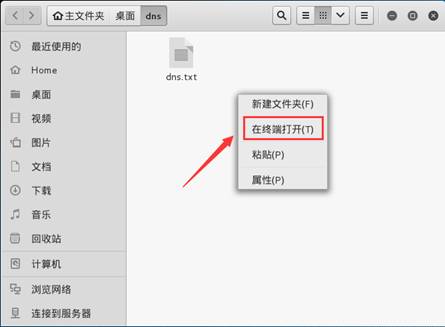 主文件夹 桌面 dns
最近使用的
Home
桌面
视频
图片
文档
下载
音乐
回收站
计算机
浏览网络
连接到服务器
dns.txt
新建文件夹(F)
在终端打开(T)
粘贴(P)
属性(P)